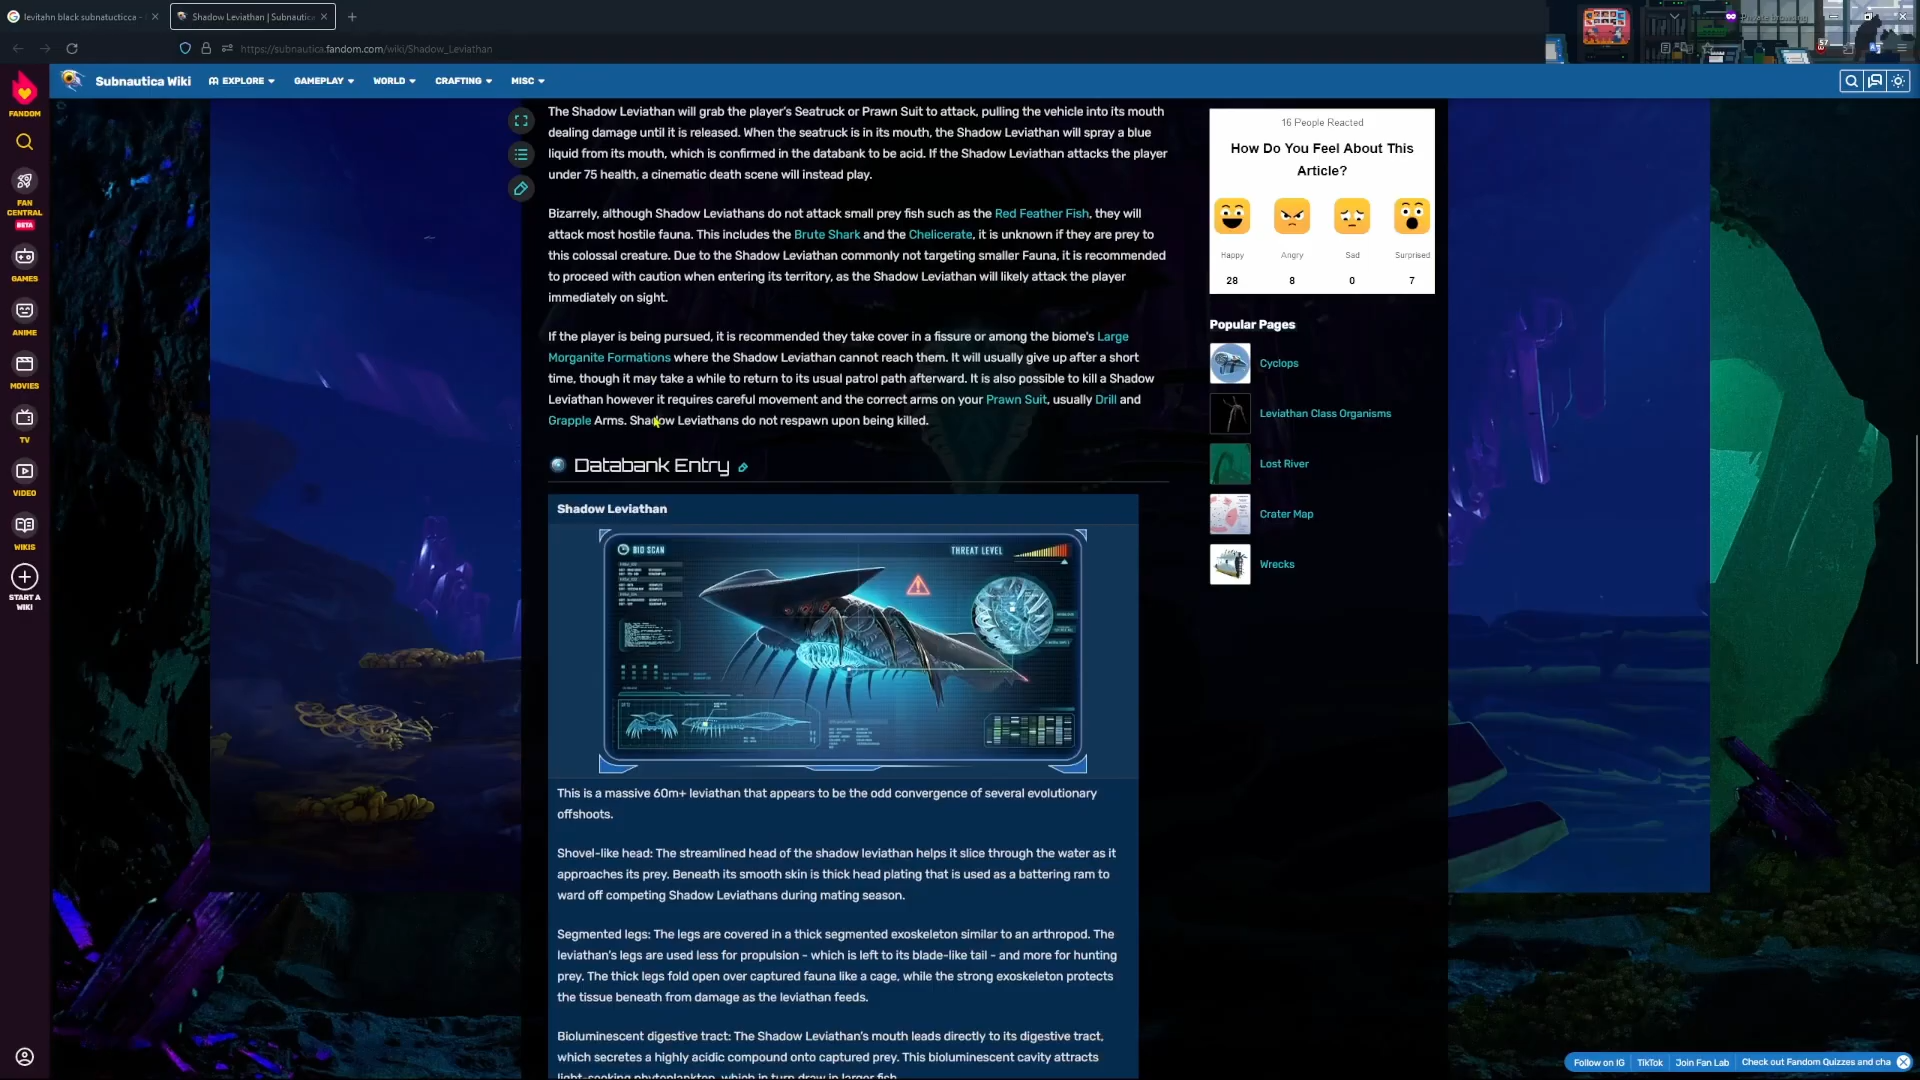 levitahn black subnatucticca -
Shadow Leviathan | Subnautica
Private browsing
https://subnautica.fandom.com/wiki/Shadow_Leviathan
57
FANDOM
FAN CENTRAL
BETA
GAMES
ANIME
MOVIES
TV
VIDEO
WIKIS
START A WIKI
Subnautica Wiki
EXPLORE
GAMEPLAY
WORLD
CRAFTING
MISC
The Shadow Leviathan will grab the player's Seatruck or Prawn Suit to attack, pulling the vehicle into its mouth
dealing damage until it is released. When the seatruck is in its mouth, the Shadow Leviathan will spray a blue
liquid from its mouth, which is confirmed in the databank to be acid. If the Shadow Leviathan attacks the player
under 75 health, a cinematic death scene will instead play.
Bizarrely, although Shadow Leviathans do not attack small prey fish such as the Red Feather Fish, they will
attack most hostile fauna. This includes the Brute Shark and the Chelicerate, it is unknown if they are prey to
this colossal creature. Due to the Shadow Leviathan commonly not targeting smaller Fauna, it is recommended
to proceed with caution when entering its territory, as the Shadow Leviathan will likely attack the player
immediately on sight.
If the player is being pursued, it is recommended they take cover in a fissure or among the biome's Large
Morganite Formations where the Shadow Leviathan cannot reach them. It will usually give up after a short
time, though it may take a while to return to its usual patrol path afterward. It is also possible to kill a Shadow
Leviathan however it requires careful movement and the correct arms on your Prawn Suit, usually Drill and
Grapple Arms. Shadow Leviathans do not respawn upon being killed.
Databank Entry
Shadow Leviathan
BIO SCAN
THREAT LEVEL
This is a massive 60m+ leviathan that appears to be the odd convergence of several evolutionary
offshoots.
Shovel-like head: The streamlined head of the shadow leviathan helps it slice through the water as it
approaches its prey. Beneath its smooth skin is thick head plating that is used as a battering ram to
ward off competing Shadow Leviathans during mating season.
Segmented legs: The legs are covered in a thick segmented exoskeleton similar to an arthropod. The
leviathan's legs are used less for propulsion - which is left to its blade-like tail - and more for hunting
prey. The thick legs fold open over captured fauna like a cage, while the strong exoskeleton protects
the tissue beneath from damage as the leviathan feeds.
Bioluminescent digestive tract: The Shadow Leviathan's mouth leads directly to its digestive tract,
which secretes a highly acidic compound onto captured prey. This bioluminescent cavity attracts
light-seeking phytoplankton, which in turn draw in larger fish.
16 People Reacted
How Do You Feel About This
Article?
Happy Angry Sad Surprised
28 8 0 7
Popular Pages
Cyclops
Leviathan Class Organisms
Lost River
Crater Map
Wrecks
Follow on IG TikTok Join Fan Lab Check out Fandom Quizzes and cha